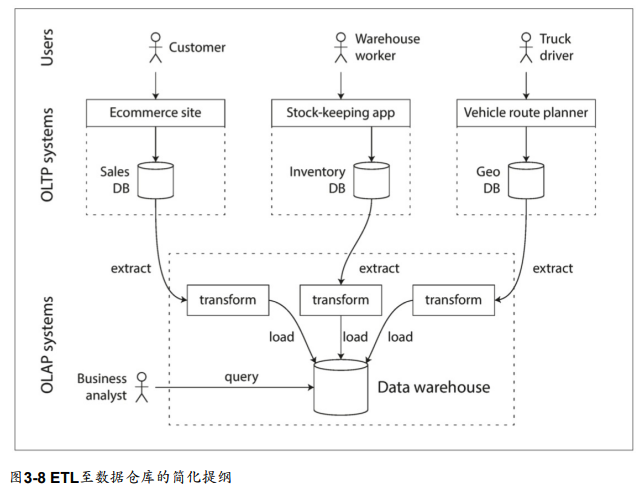 Users
Customer
Warehouse
worker
Truck
driver
OLTP systems
Ecommerce site
Stock-keeping app
Vehicle route planner
Sales
DB
Inventory
DB
Geo
DB
OLAP systems
extract
extract
extract
transform
transform
transform
load
load
load
Business
analyst
query
Data warehouse
图3-8 ETL至数据仓库的简化提纲